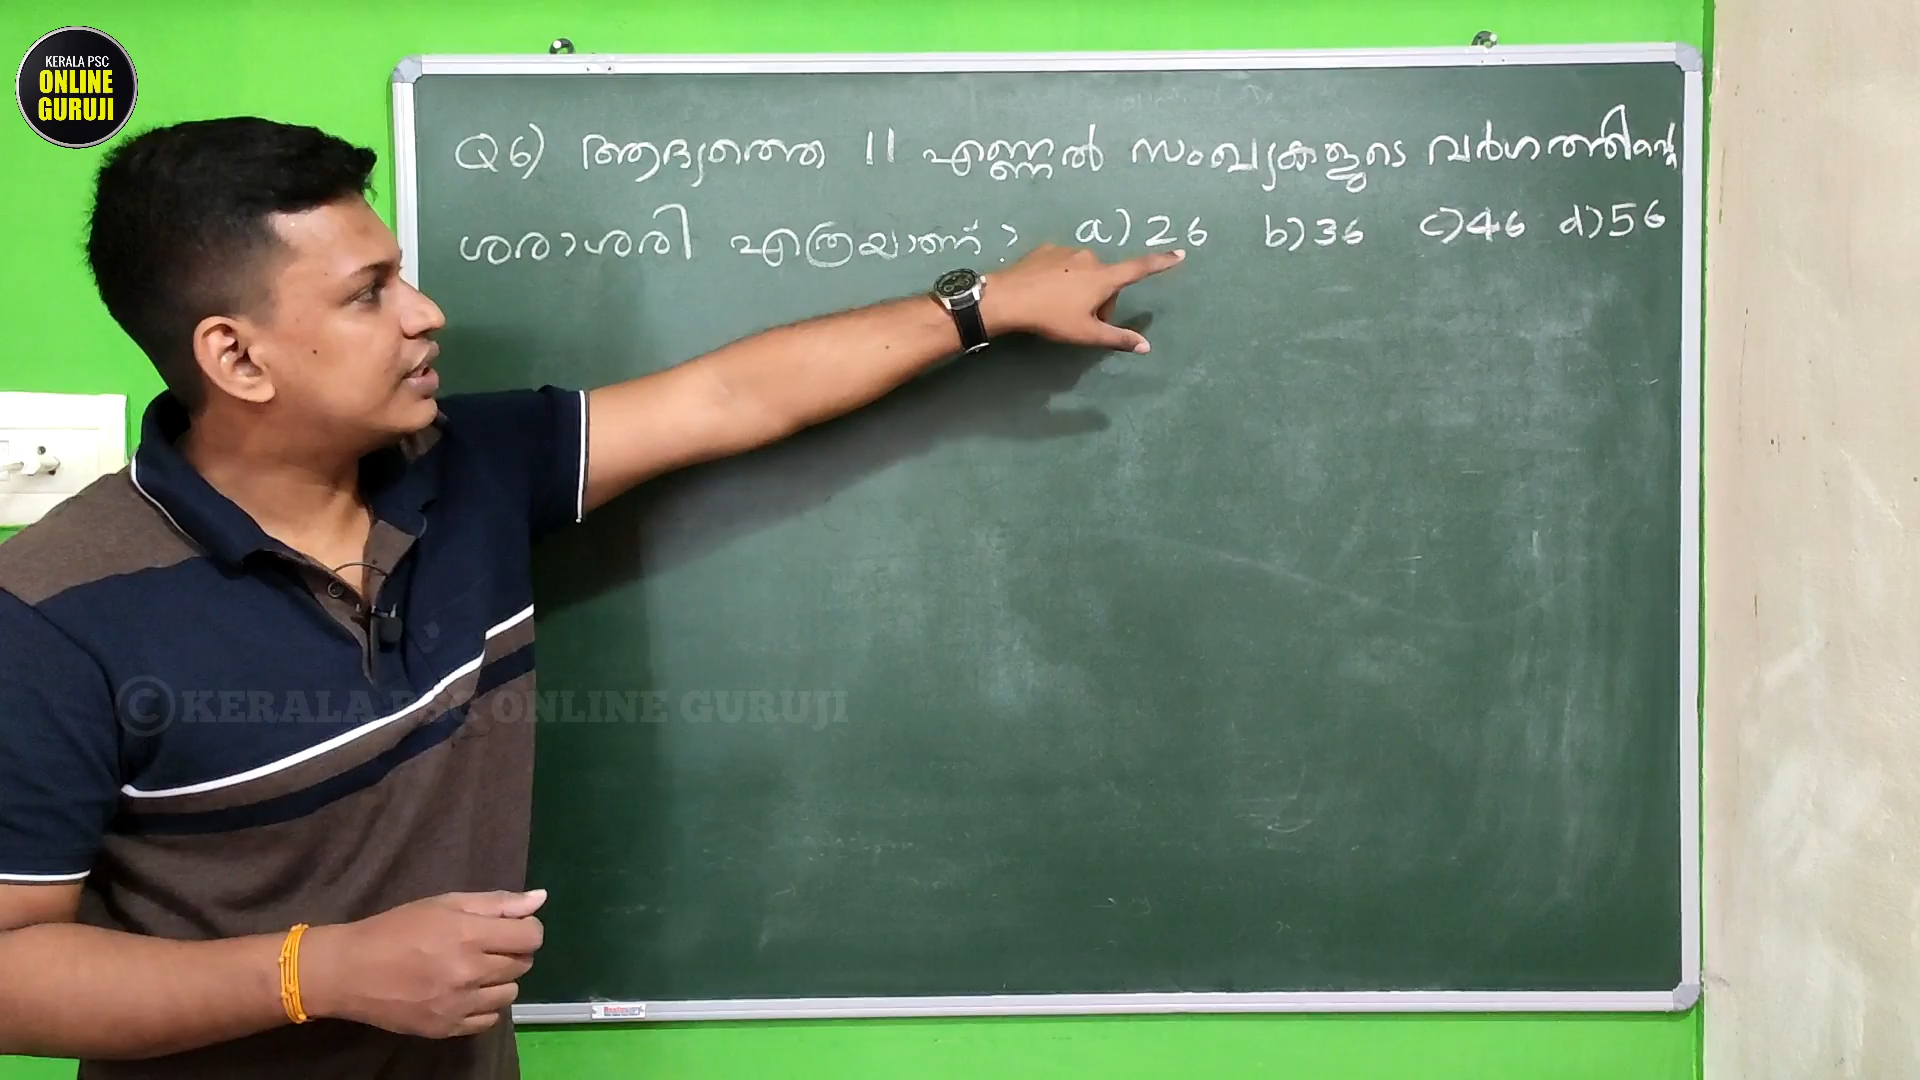 KERALA PSC
ONLINE
GURUJI
Q6) ആദ്യത്തെ 11 എണ്ണൽ സംഖ്യകളുടെ വർഗത്തിന്റെ
ശരാശരി എത്രയാണ്? a) 26 b) 36 c) 46 d) 56
© KERALA PSC ONLINE GURUJI